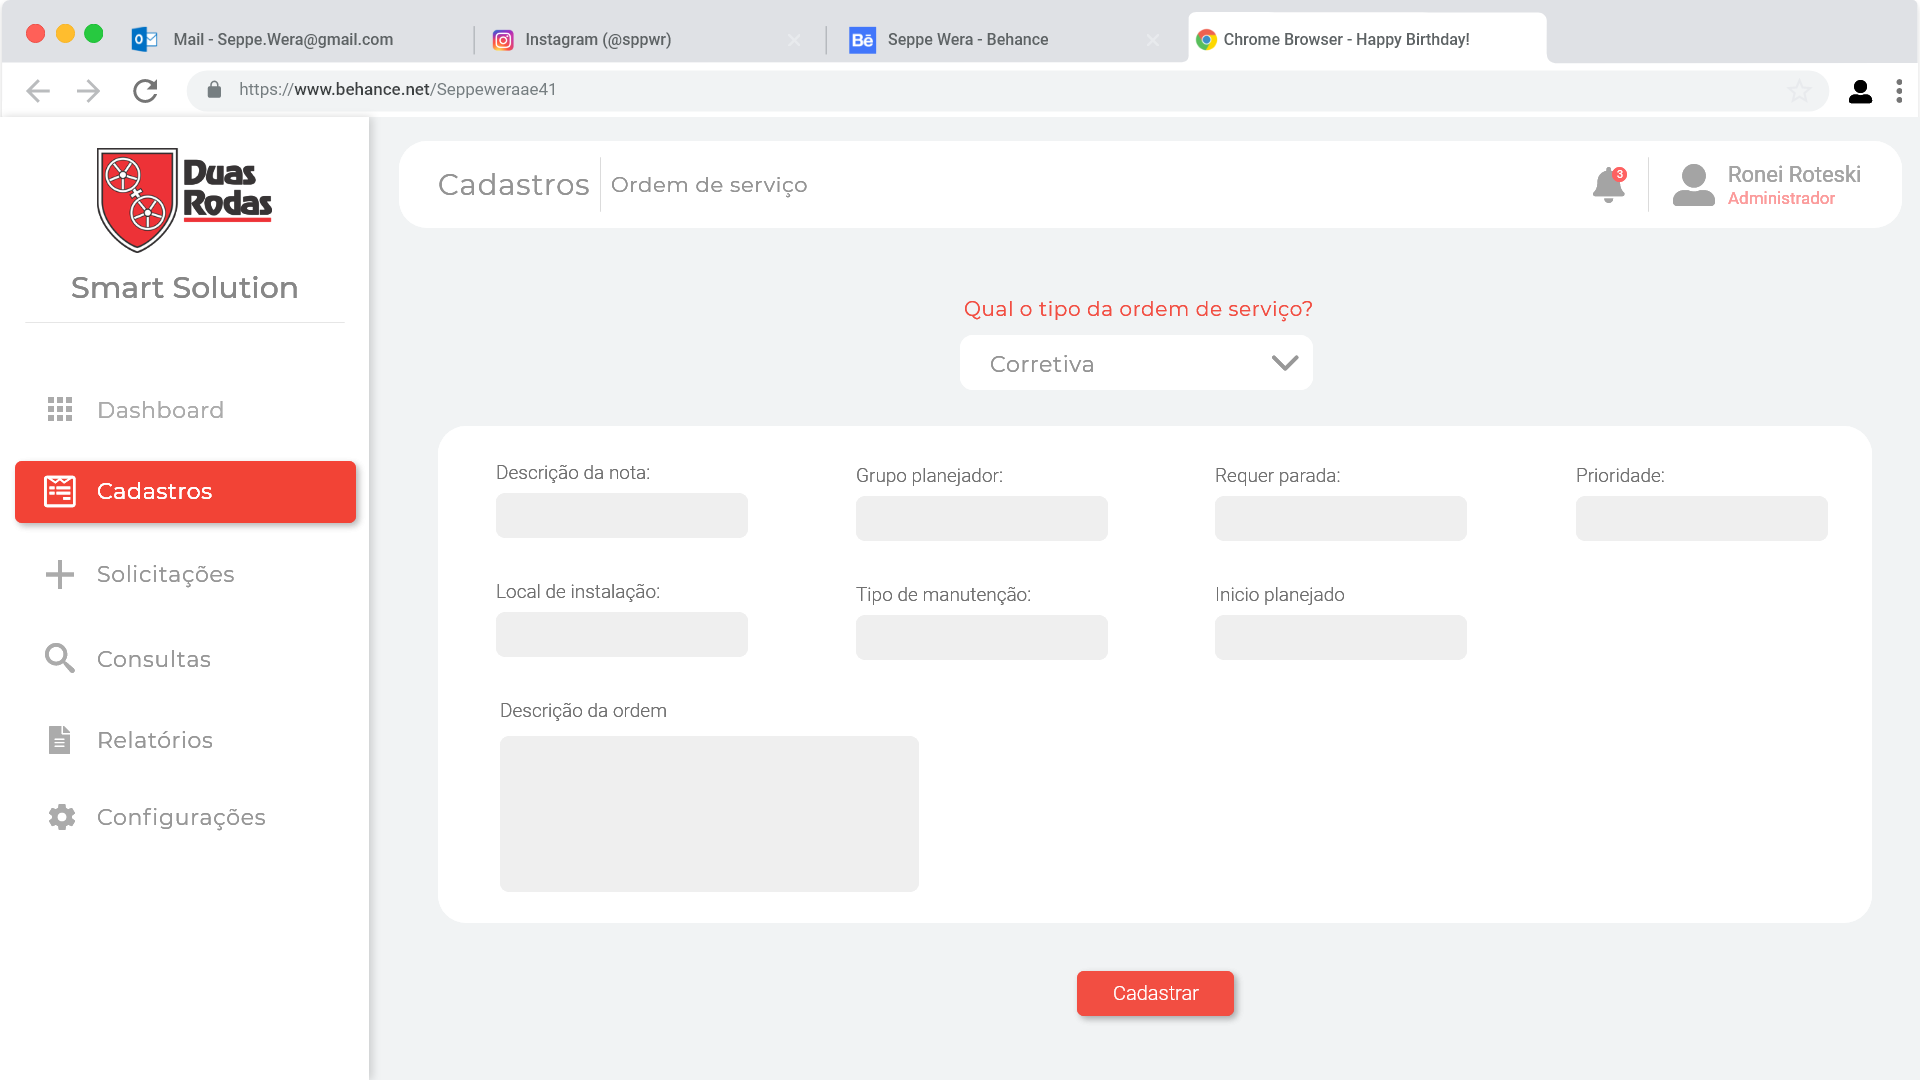 Mail - Seppe.Wera@gmail.com
Instagram (@sppwr)
Bē
Seppe Wera - Behance
Chrome Browser - Happy Birthday!
https://www.behance.net/Seppeweraae41
Duas
Rodas
Smart Solution
Dashboard
Cadastros
Solicitações
Consultas
Relatórios
Configurações
Cadastros
Ordem de serviço
3
Ronei Roteski
Administrador
Qual o tipo da ordem de serviço?
Corretiva
Descrição da nota:
Grupo planejador:
Requer parada:
Prioridade:
Local de instalação:
Tipo de manutenção:
Inicio planejado
Descrição da ordem
Cadastrar